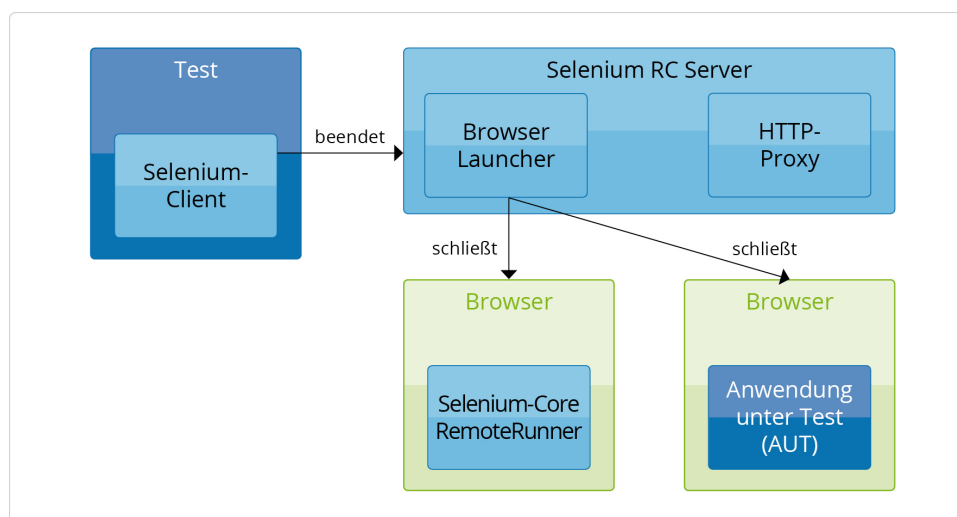 Test
Selenium-
Client
beendet
Selenium RC Server
Browser
Launcher
HTTP-
Proxy
schließt
schließt
Browser
Selenium-Core
RemoteRunner
Browser
Anwendung
unter Test
(AUT)